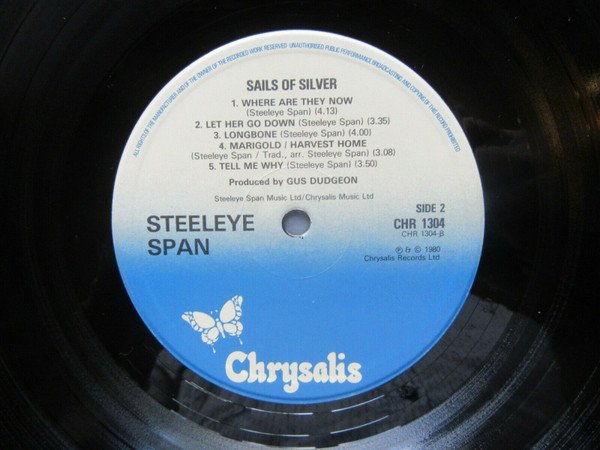 ALL RIGHTS OF THE MANUFACTURER AND OF THE OWNER OF THE RECORDED WORK RESERVED UNAUTHORISED PUBLIC PERFORMANCE BROADCASTING AND COPYING OF THIS RECORD PROHIBITED
SAILS OF SILVER
1. WHERE ARE THEY NOW
(Steeleye Span) (4.13)
2. LET HER GO DOWN (Steeleye Span) (3.35)
3. LONGBONE (Steeleye Span) (4.00)
4. MARIGOLD / HARVEST HOME
(Steeleye Span / Trad., arr. Steeleye Span) (3.08)
5. TELL ME WHY (Steeleye Span) (3.50)
Produced by GUS DUDGEON
Steeleye Span Music Ltd/Chrysalis Music Ltd
STEELEYE
SPAN
SIDE 2
CHR 1304
CHR 1304-B
℗ & © 1980
Chrysalis Records Ltd
Chrysalis